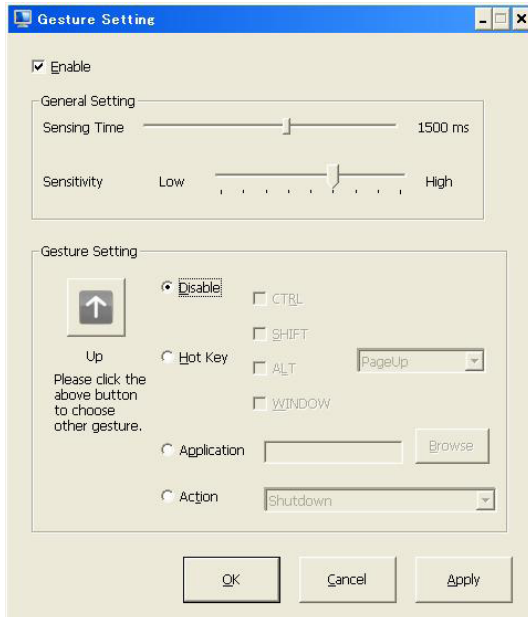 Gesture Setting
Enable
General Setting
Sensing Time 1500 ms
Sensitivity Low High
Gesture Setting
Disable
CTRL
SHIFT
Up
Hot Key
ALT
PageUp
WINDOW
Please click the
above button
to choose
other gesture.
Application
Browse
Action
Shutdown
OK Cancel Apply